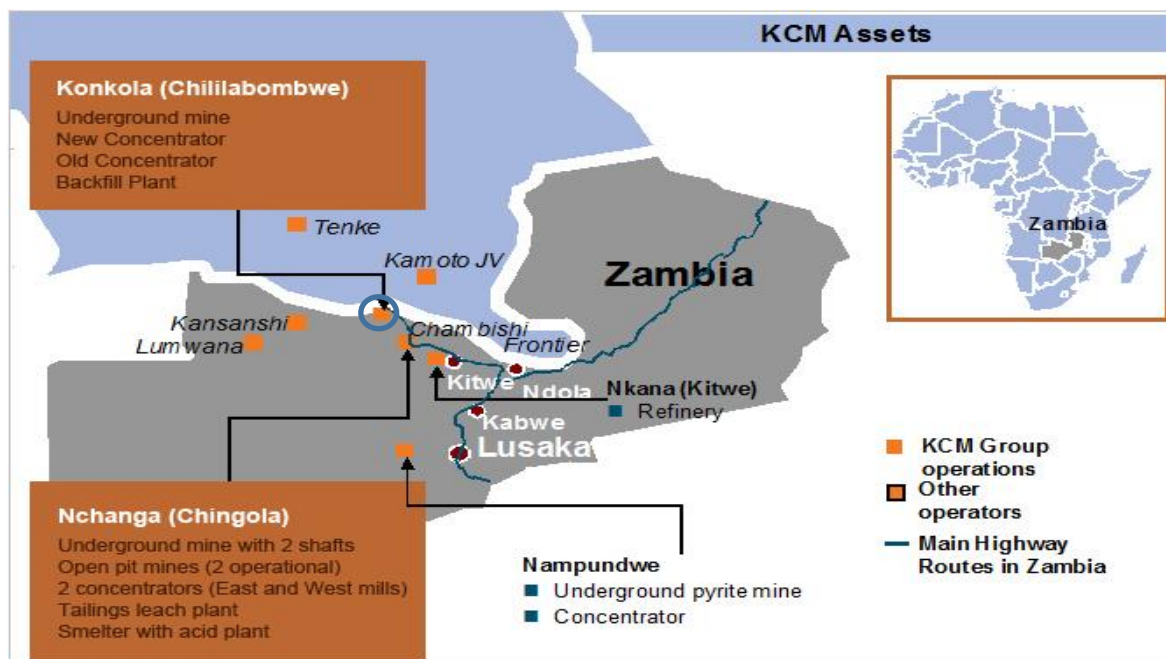 KCM Assets
Konkola (Chililabombwe)
Underground mine
New Concentrator
Old Concentrator
Backfill Plant
Zambia
Tenke
Kamoto JV
Zambia
Kansanshi
Chambishi
Lumwana
Frontier
Kitwe
Ndola
Nkana (Kitwe)
Refinery
Kabwe
Lusaka
KCM Group
operations
Other
operators
Main Highway
Routes in Zambia
Nchanga (Chingola)
Underground mine with 2 shafts
Open pit mines (2 operational)
2 concentrators (East and West mills)
Tailings leach plant
Smelter with acid plant
Nampundwe
Underground pyrite mine
Concentrator